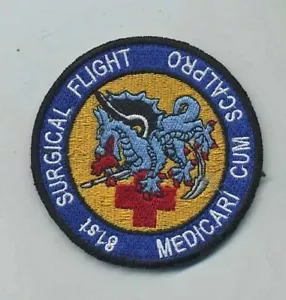 81st SURGICAL FLIGHT
MEDICARI CUM SCALPRO